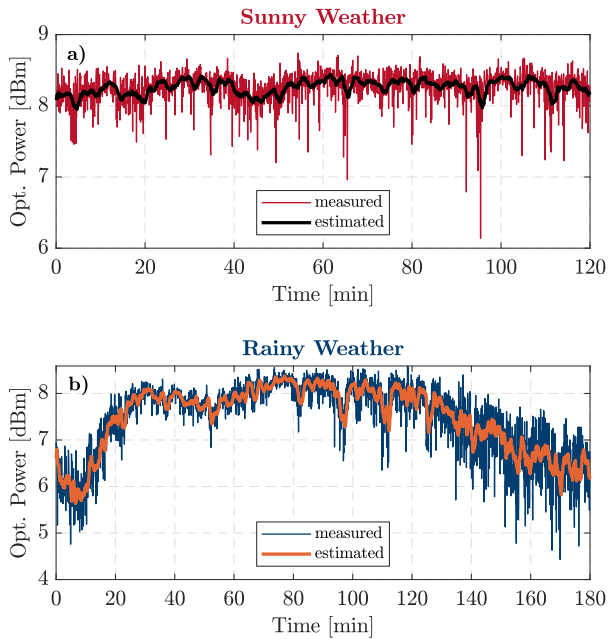 Sunny Weather
a)
9
8
7
6
Opt. Power [dBm]
measured
estimated
0 20 40 60 80 100 120
Time [min]
Rainy Weather
b)
8
7
6
5
4
Opt. Power [dBm]
measured
estimated
0 20 40 60 80 100 120 140 160 180
Time [min]